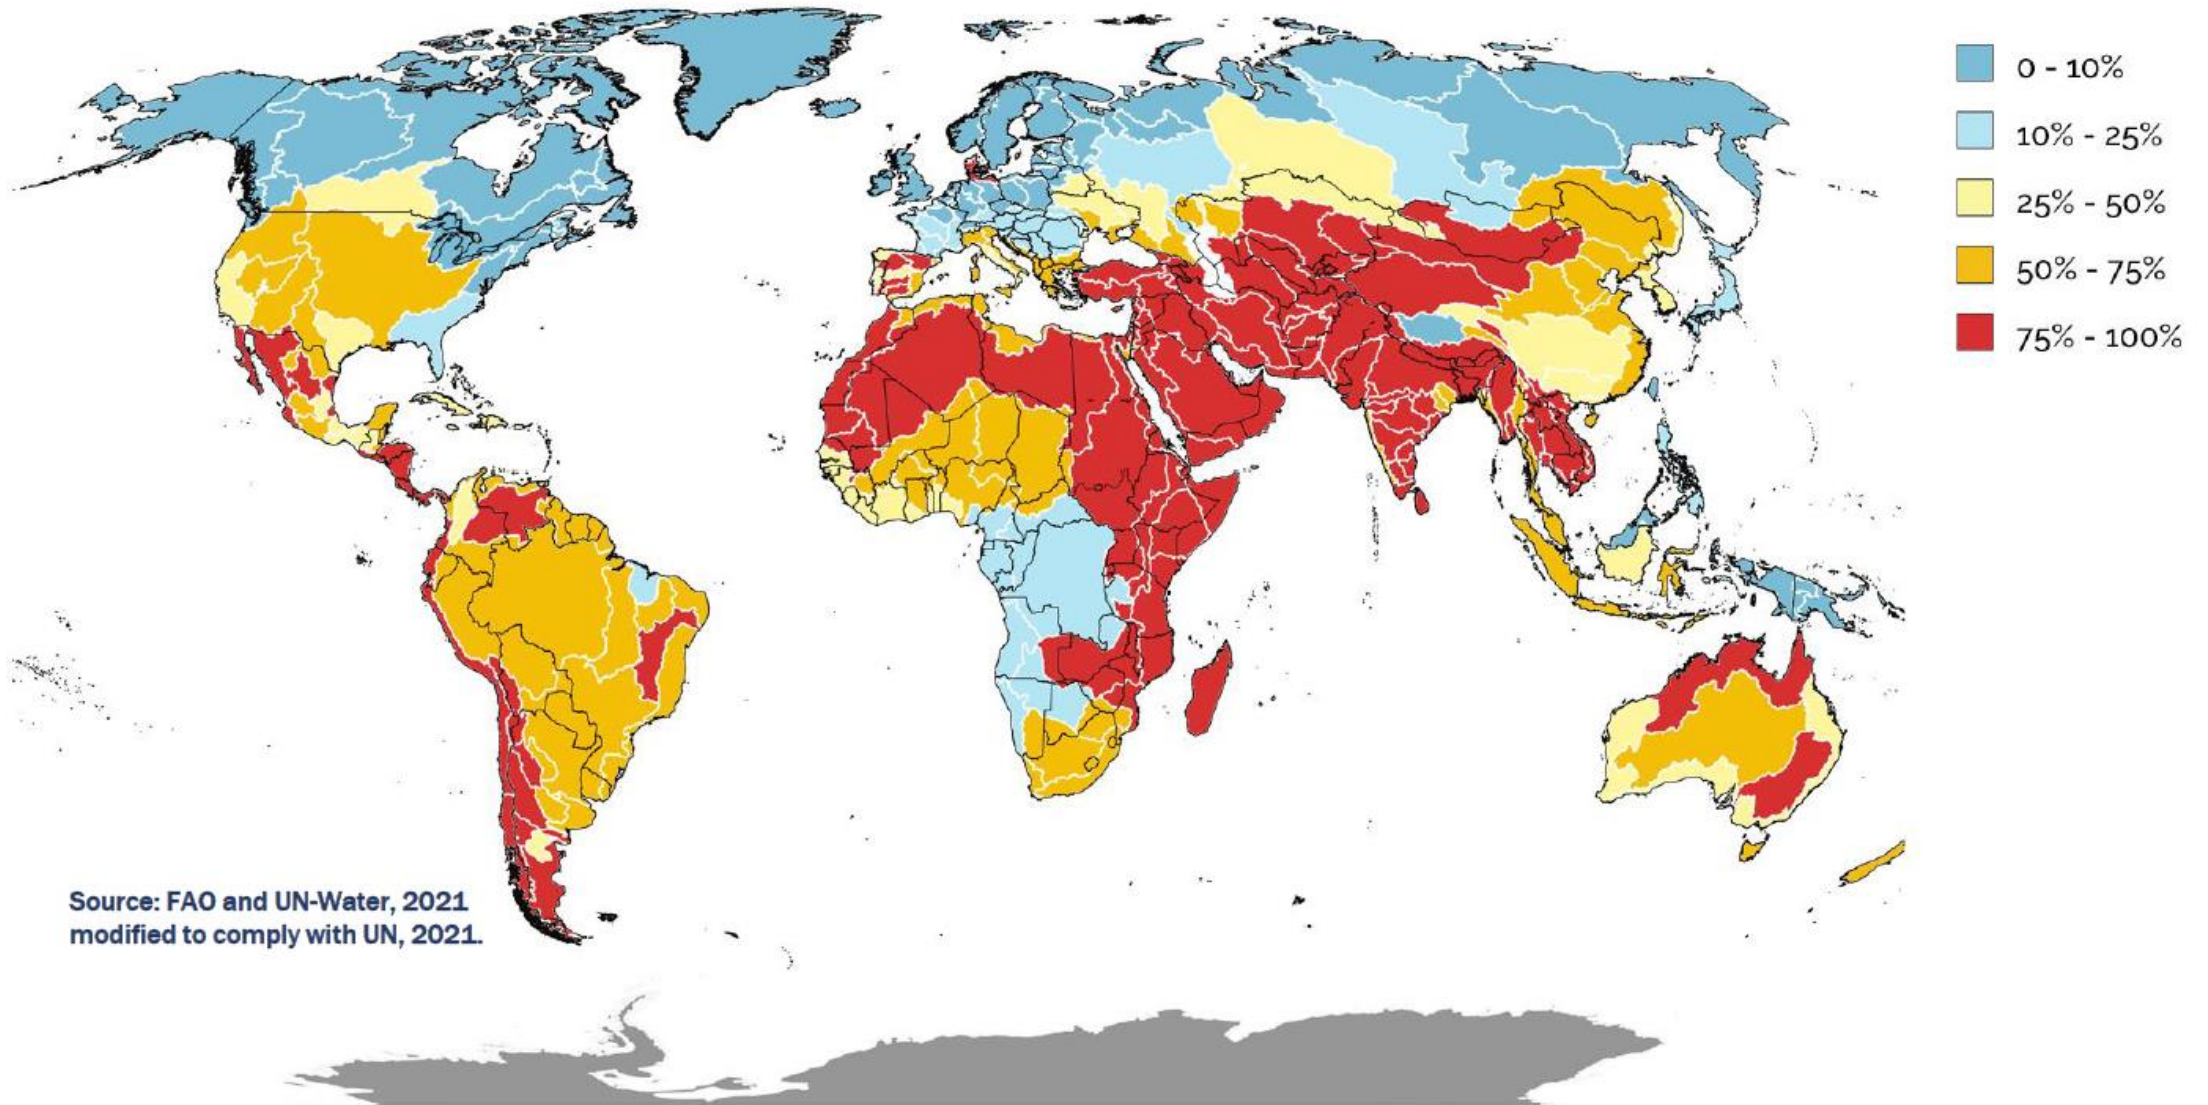 0 - 10%
10% - 25%
25% - 50%
50% - 75%
75% - 100%
Source: FAO and UN-Water, 2021
modified to comply with UN, 2021.